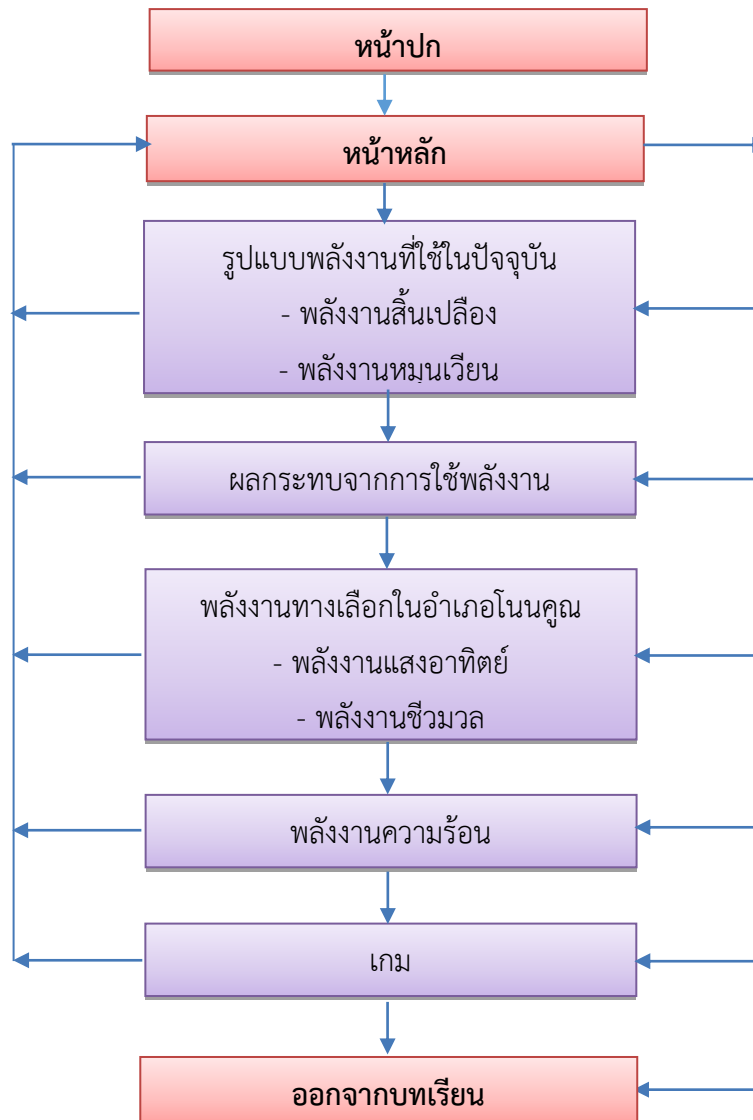 หน้าปก
หน้าหลัก
รูปแบบพลังงานที่ใช้ในปัจจุบัน
- พลังงานสิ้นเปลือง
- พลังงานหมุนเวียน
ผลกระทบจากการใช้พลังงาน
พลังงานทางเลือกในอำเภอโนนคูณ
- พลังงานแสงอาทิตย์
- พลังงานชีวมวล
พลังงานความร้อน
เกม
ออกจากบทเรียน